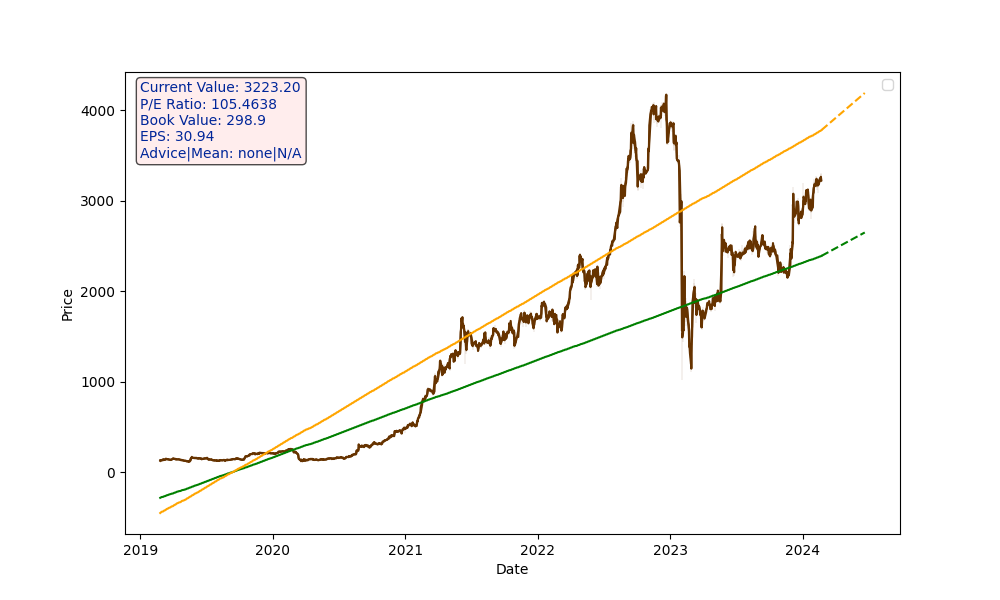 Current Value: 3223.20
P/E Ratio: 105.4638
Book Value: 298.9
EPS: 30.94
Advice|Mean: none|N/A
4000
3000
2000
1000
0
Price
2019 2020 2021 2022 2023 2024
Date